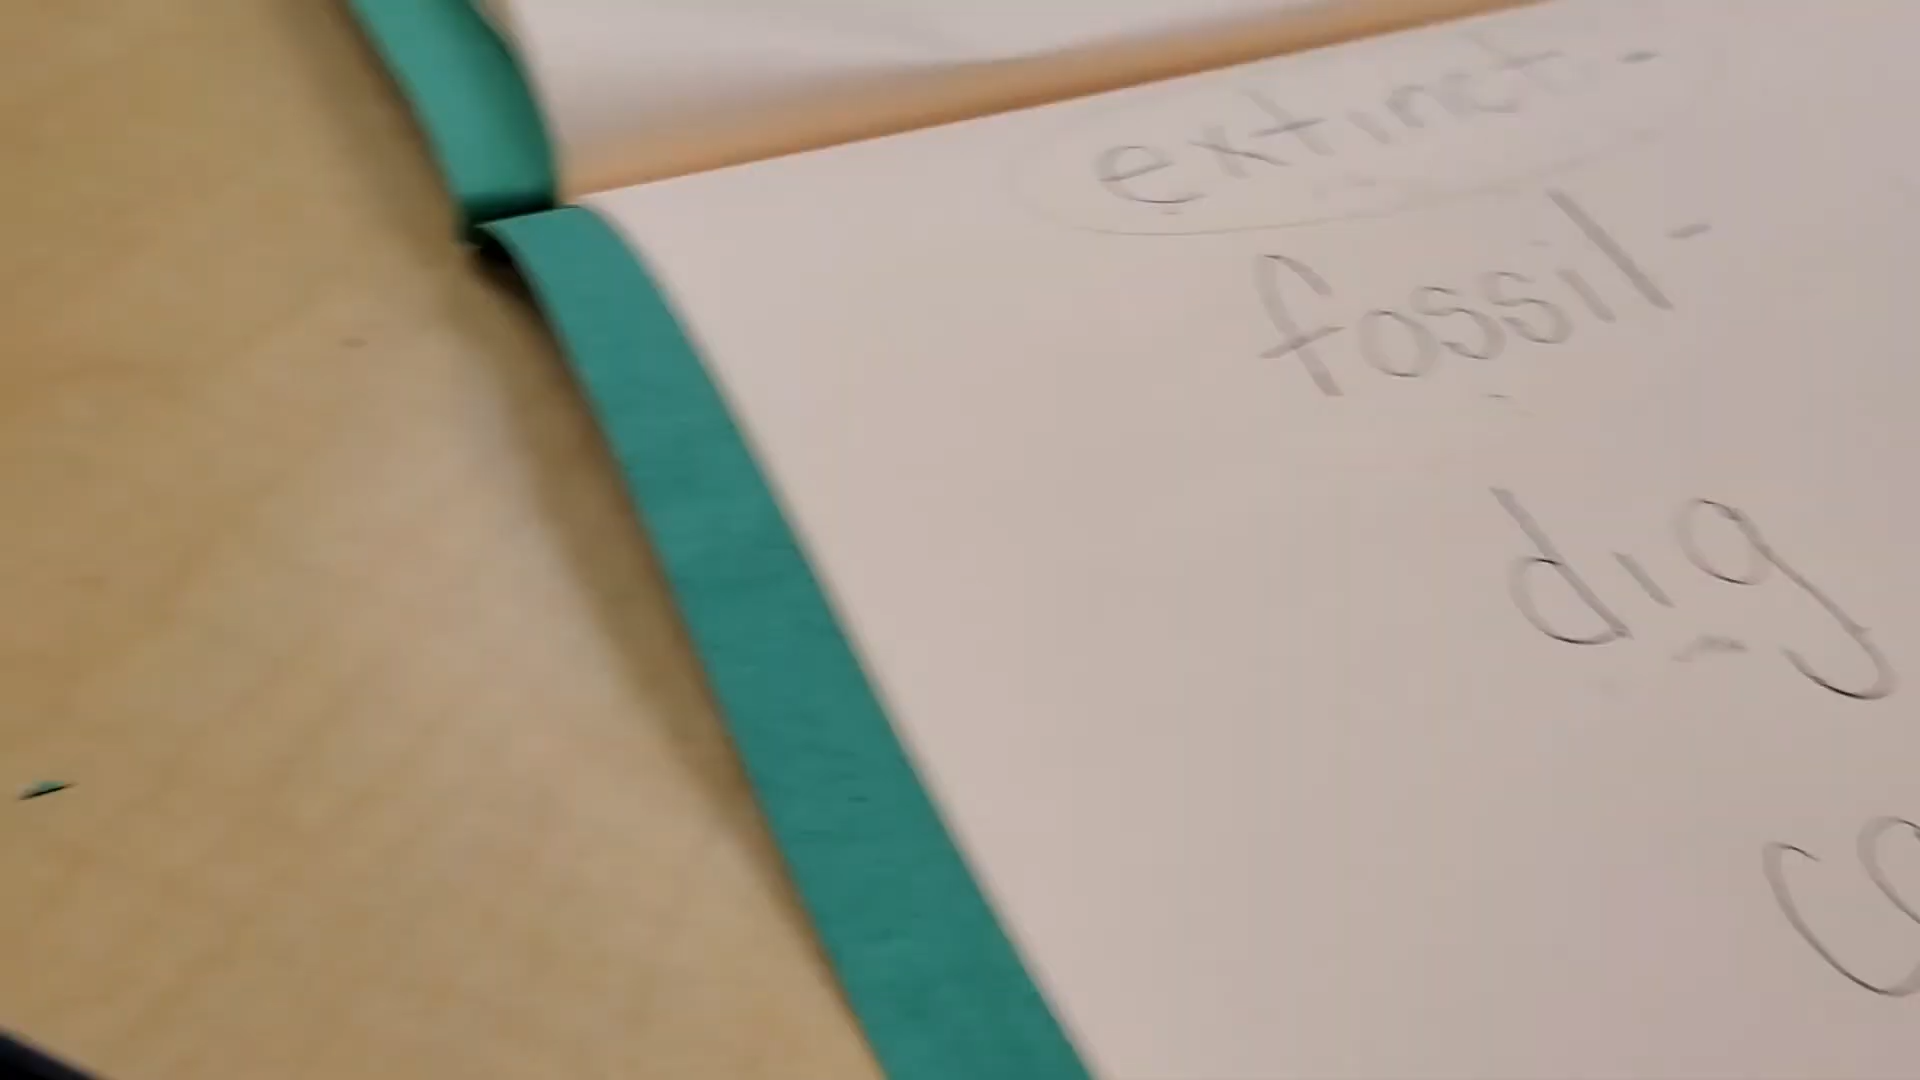 extinct -
fossil -
dig